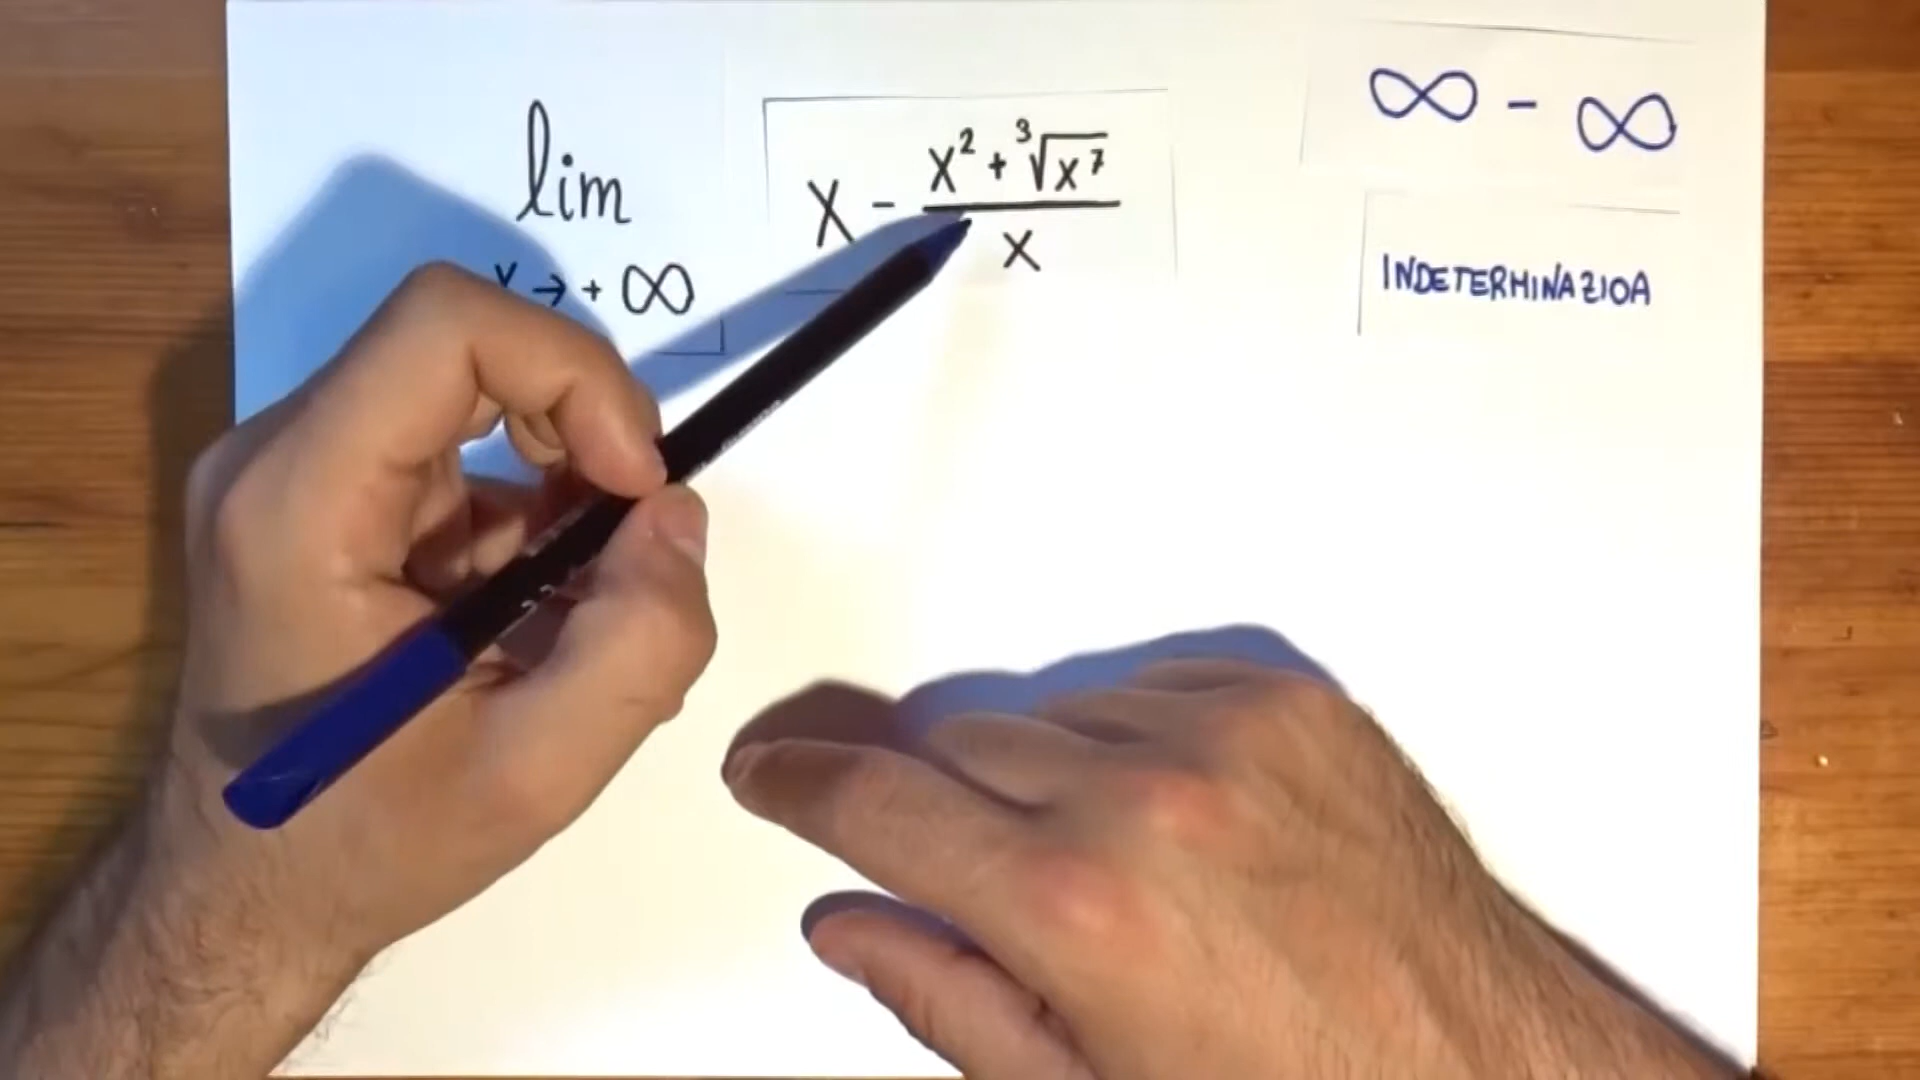 lim x → + ∞
x - (x² + ³√x⁷) / x
∞ - ∞
INDETERMINAZIOA